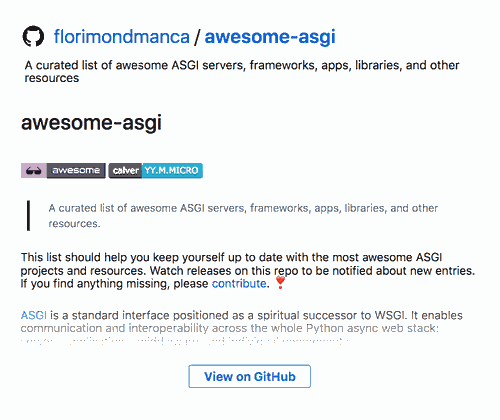 florimondmanca / awesome-asgi
A curated list of awesome ASGI servers, frameworks, apps, libraries, and other
resources
awesome-asgi
awesome calver YY.M.MICRO
A curated list of awesome ASGI servers, frameworks, apps, libraries, and other
resources.
This list should help you keep yourself up to date with the most awesome ASGI
projects and resources. Watch releases on this repo to be notified about new entries.
If you find anything missing, please contribute. ❣️
ASGI is a standard interface positioned as a spiritual successor to WSGI. It enables
communication and interoperability across the whole Python async web stack:
View on GitHub